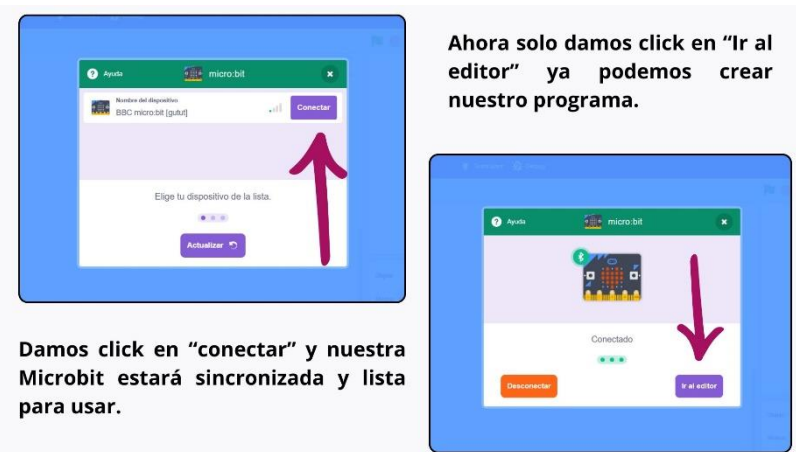 Ayuda
micro:bit
Nombre del dispositivo
BBC micro:bit [gutut]
Conectar
Elige tu dispositivo de la lista.
Actualizar
Damos click en “conectar” y nuestra
Microbit estará sincronizada y lista
para usar.
Ahora solo damos click en “Ir al
editor” ya podemos crear
nuestro programa.
Ayuda
micro:bit
Conectado
Desconectar
Ir al editor